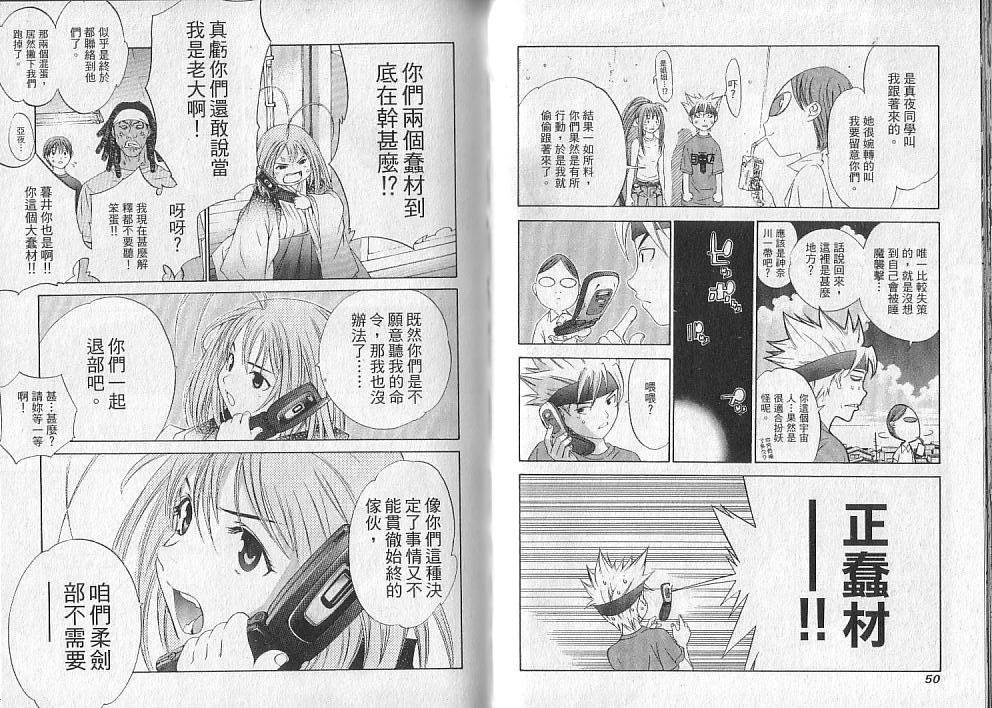 是真夜同學叫
我跟著來的。
她很婉轉的叫
我要留意你們。
吓？
是姐姐…!?
結果一如所料，
你們果然是有所
行動，於是我就
偷偷跟著來了。
唯一比較失策
的，就是沒想
到自己會被睡
魔襲擊…
話說回來，
這裡是甚麼
地方？
應該是神奈
川一帶吧？
你這個宇宙
人…果然是
很適合扮妖
怪呢。
喂喂？
正蠢材
──!!
50
你們兩個蠢材到
底在幹甚麼!?
真虧你們還敢說當
我是老大啊！
似乎是終於
都聯絡到他
們了。
那兩個混蛋，
居然撇下我們
跑掉了。
亞夜…
呀呀？
我現在甚麼解
釋都不要聽！
笨蛋!!
暮井你也是啊!!
你這個大蠢材!!
既然你們是不
願意聽我的命
令，那我也沒
辦法了……
你們一起
退部吧。
甚…甚麼？
請妳等一等
啊！
像你們這種決
定了事情又不
能貫徹始終的
傢伙，
咱們柔劍
部不需要
──